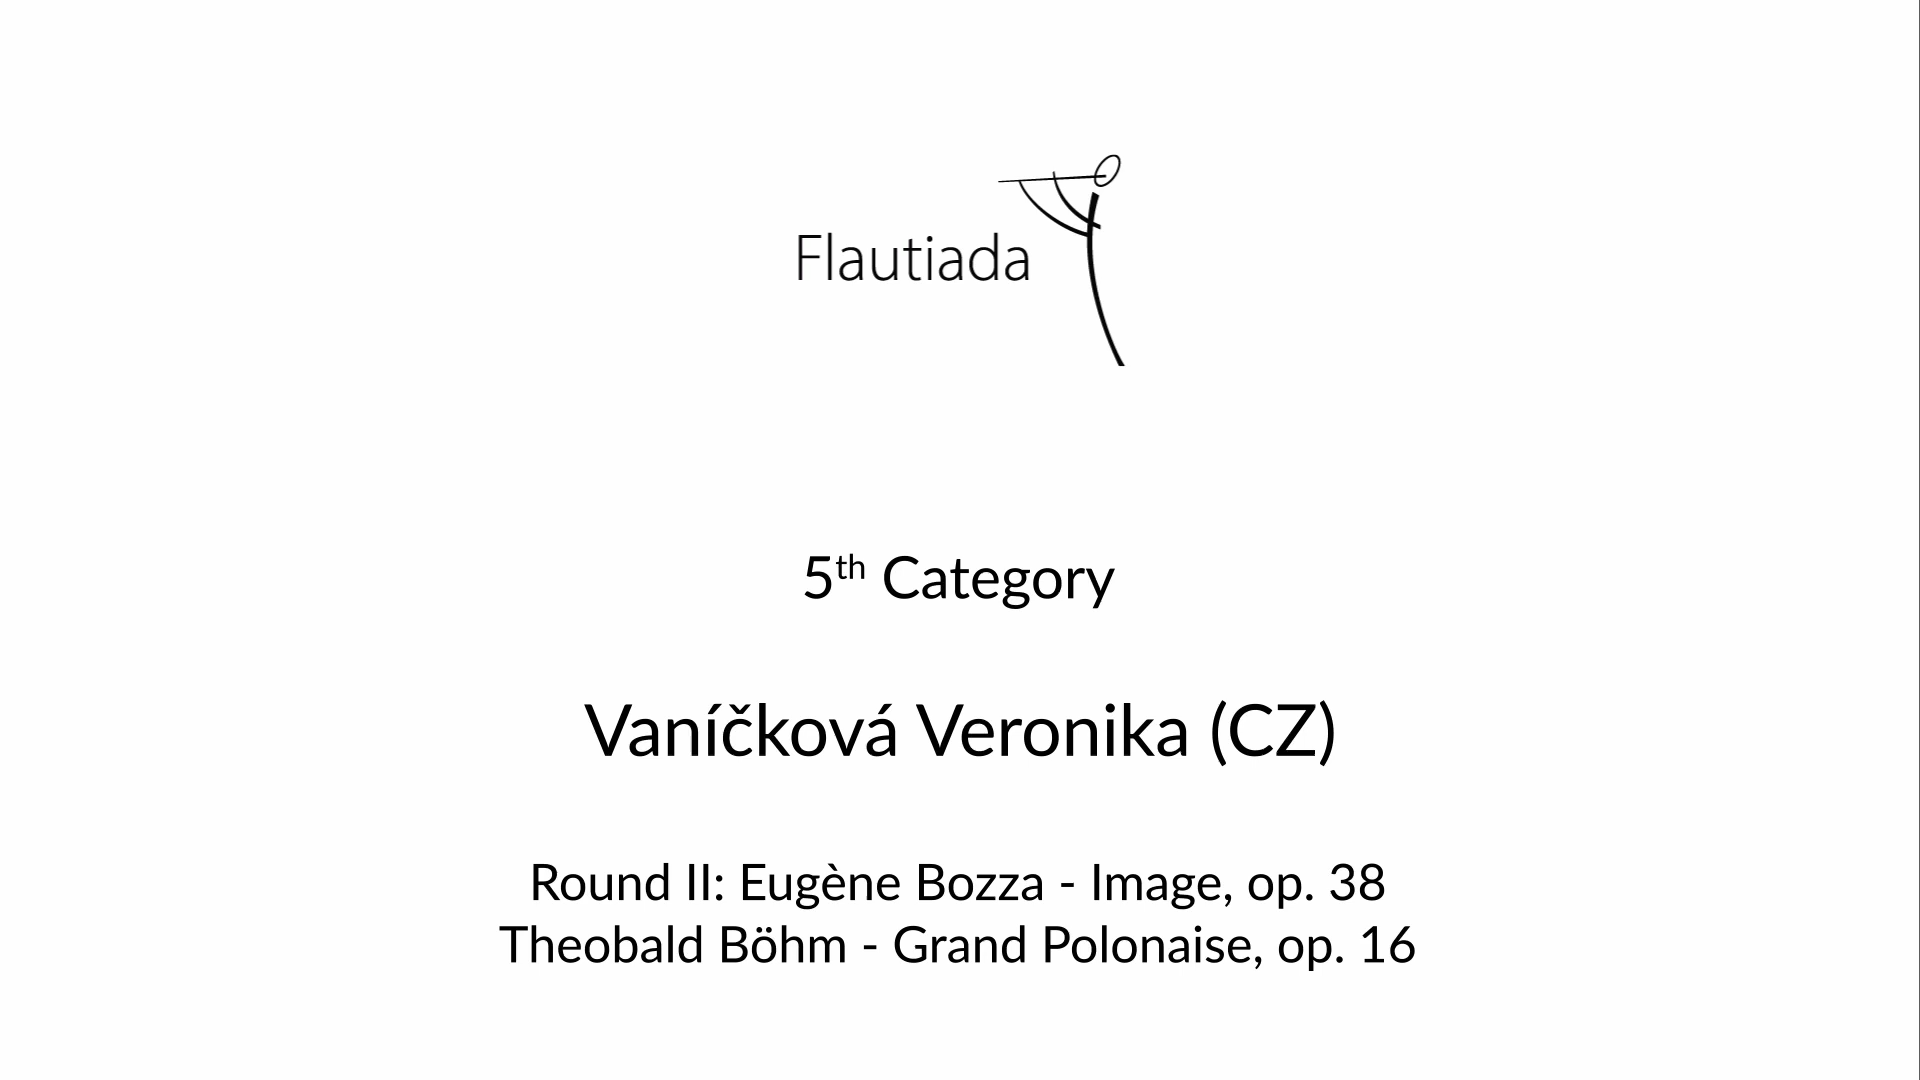 Flautiada
5th Category
Vaníčková Veronika (CZ)
Round II: Eugène Bozza - Image, op. 38
Theobald Böhm - Grand Polonaise, op. 16